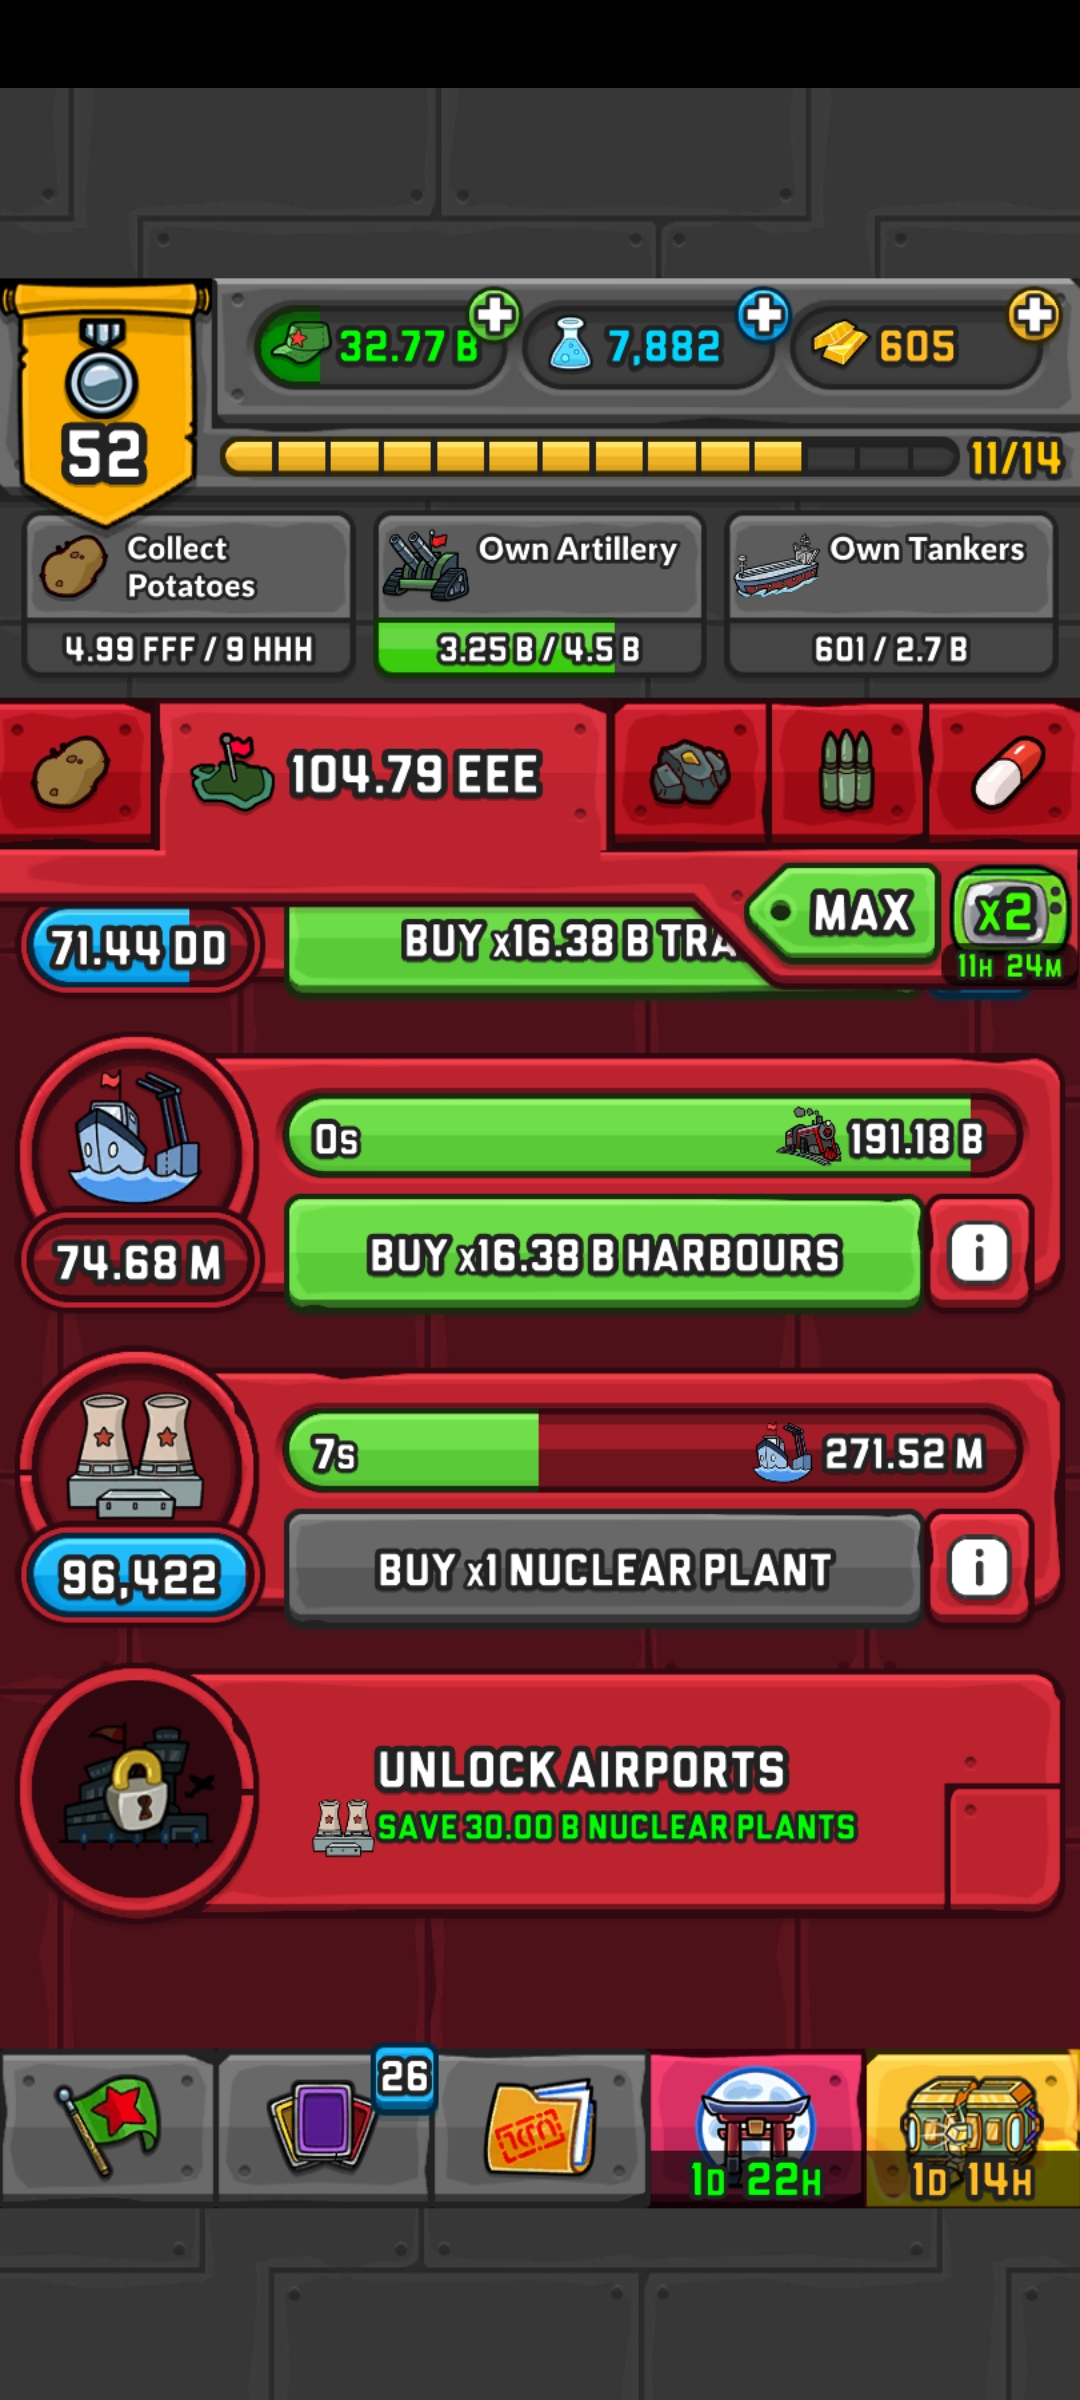 32.77 B
7,882
605
52
11/14
Collect
Potatoes
4.99 FFF / 9 HHH
Own Artillery
3.25 B / 4.5 B
Own Tankers
601 / 2.7 B
104.79 EEE
MAX
x2
11H 24M
71.44 DD
BUY x16.38 B TRA
0s
191.18 B
74.68 M
BUY x16.38 B HARBOURS
i
7s
271.52 M
96,422
BUY x1 NUCLEAR PLANT
i
UNLOCK AIRPORTS
SAVE 30.00 B NUCLEAR PLANTS
26
1D 22H
1D 14H